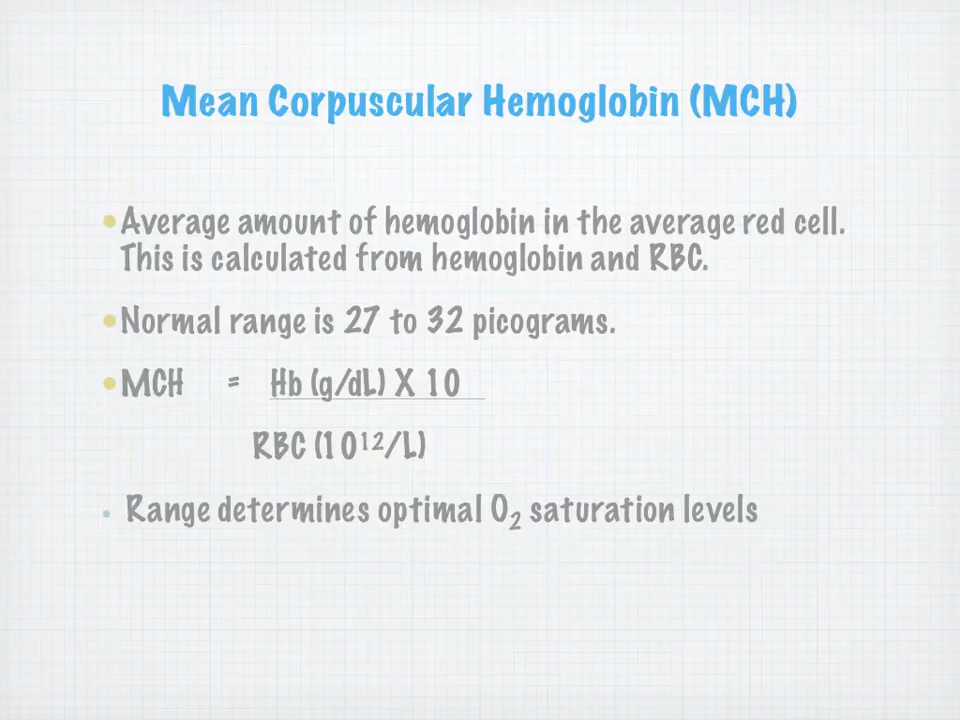 Mean Corpuscular Hemoglobin (MCH)
•Average amount of hemoglobin in the average red cell.
This is calculated from hemoglobin and RBC.
•Normal range is 27 to 32 picograms.
•MCH = Hb (g/dL) X 10
RBC (10¹²/L)
• Range determines optimal O₂ saturation levels